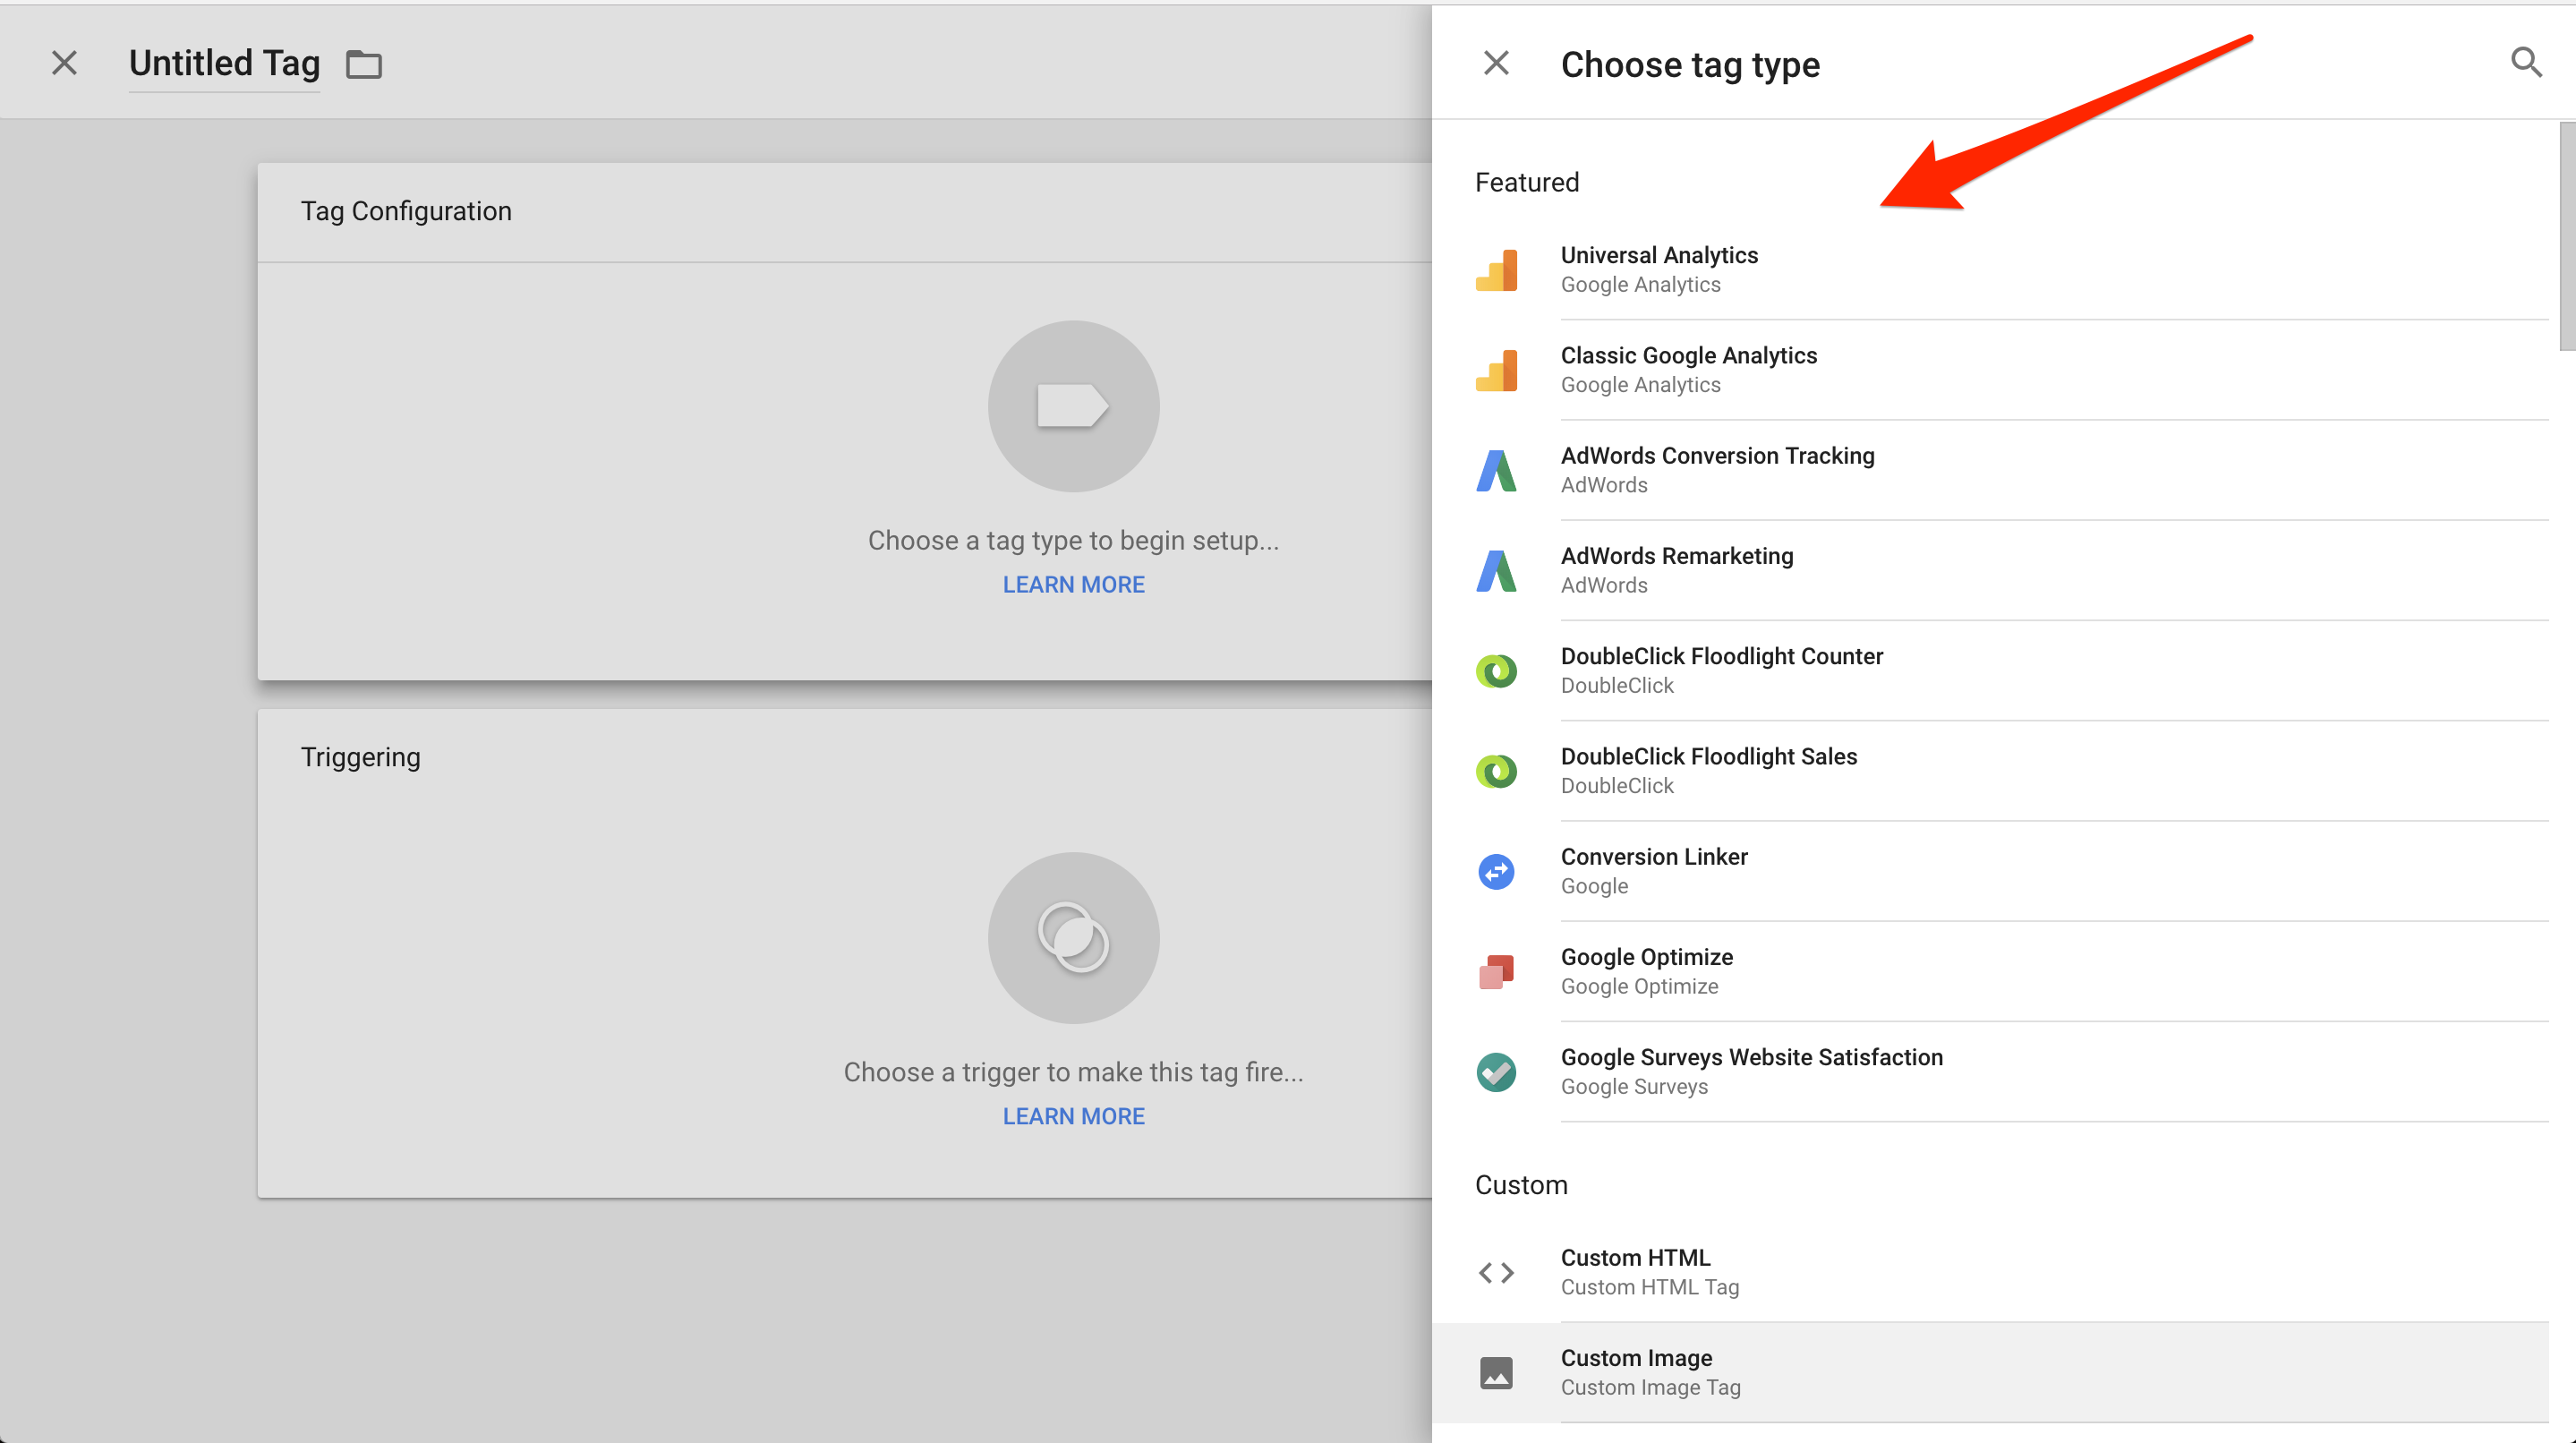 Untitled Tag
Tag Configuration
Choose a tag type to begin setup...
LEARN MORE
Triggering
Choose a trigger to make this tag fire...
LEARN MORE
Choose tag type
Featured
Universal Analytics
Google Analytics
Classic Google Analytics
Google Analytics
AdWords Conversion Tracking
AdWords
AdWords Remarketing
AdWords
DoubleClick Floodlight Counter
DoubleClick
DoubleClick Floodlight Sales
DoubleClick
Conversion Linker
Google
Google Optimize
Google Optimize
Google Surveys Website Satisfaction
Google Surveys
Custom
Custom HTML
Custom HTML Tag
Custom Image
Custom Image Tag